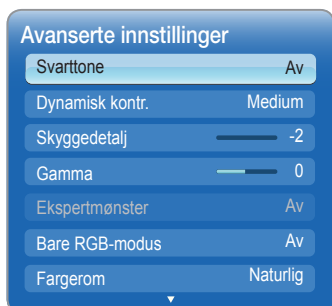 Avanserte innstillinger
Svarttone Av
Dynamisk kontr. Medium
Skyggedetalj -2
Gamma 0
Ekspertmønster Av
Bare RGB-modus Av
Fargerom Naturlig